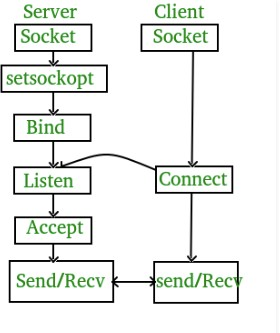 Server
Client
Socket
Socket
setsockopt
Bind
Listen
Connect
Accept
Send/Recv
send/Recv